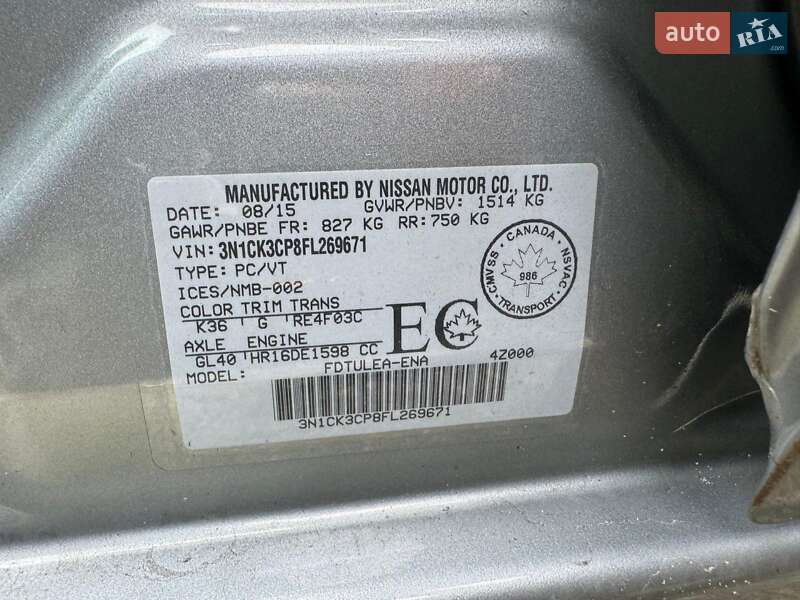 auto RIA.com
MANUFACTURED BY NISSAN MOTOR CO., LTD.
DATE: 08/15 GVWR/PNBV: 1514 KG
GAWR/PNBE FR: 827 KG RR: 750 KG
VIN: 3N1CK3CP8FL269671
TYPE: PC/VT
ICES/NMB-002
COLOR TRIM TRANS
K36 G RE4F03C
AXLE ENGINE
GL40 HR16DE1598 CC
MODEL: FDTULEA-ENA 4Z000
3N1CK3CP8FL269671
EC
CANADA
CMVSS 986 NSVAC
TRANSPORT